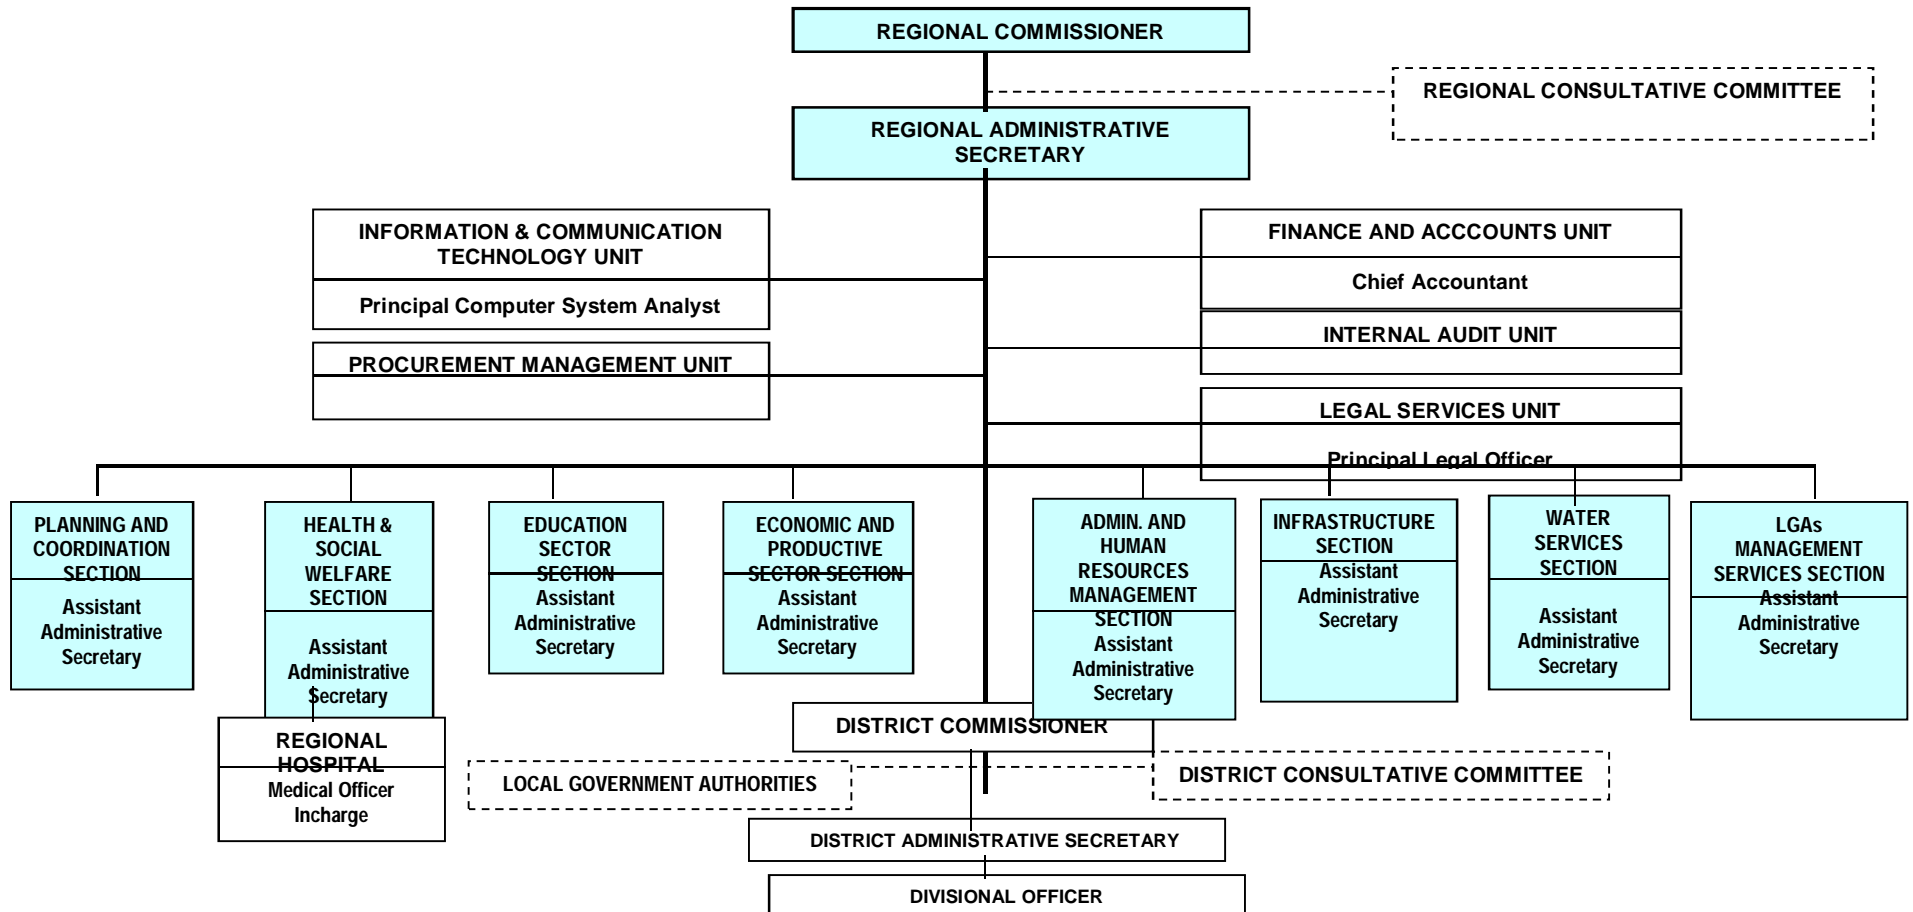 REGIONAL COMMISSIONER
REGIONAL CONSULTATIVE COMMITTEE
REGIONAL ADMINISTRATIVE
SECRETARY
INFORMATION & COMMUNICATION
TECHNOLOGY UNIT
Principal Computer System Analyst
FINANCE AND ACCCOUNTS UNIT
Chief Accountant
INTERNAL AUDIT UNIT
PROCUREMENT MANAGEMENT UNIT
LEGAL SERVICES UNIT
Principal Legal Officer
PLANNING AND
COORDINATION
SECTION
Assistant
Administrative
Secretary
HEALTH &
SOCIAL
WELFARE
SECTION
Assistant
Administrative
Secretary
EDUCATION
SECTOR
SECTION
Assistant
Administrative
Secretary
ECONOMIC AND
PRODUCTIVE
SECTOR SECTION
Assistant
Administrative
Secretary
ADMIN. AND
HUMAN
RESOURCES
MANAGEMENT
SECTION
Assistant
Administrative
Secretary
INFRASTRUCTURE
SECTION
Assistant
Administrative
Secretary
WATER
SERVICES
SECTION
Assistant
Administrative
Secretary
LGAs
MANAGEMENT
SERVICES SECTION
Assistant
Administrative
Secretary
REGIONAL
HOSPITAL
Medical Officer
Incharge
DISTRICT COMMISSIONER
LOCAL GOVERNMENT AUTHORITIES
DISTRICT CONSULTATIVE COMMITTEE
DISTRICT ADMINISTRATIVE SECRETARY
DIVISIONAL OFFICER